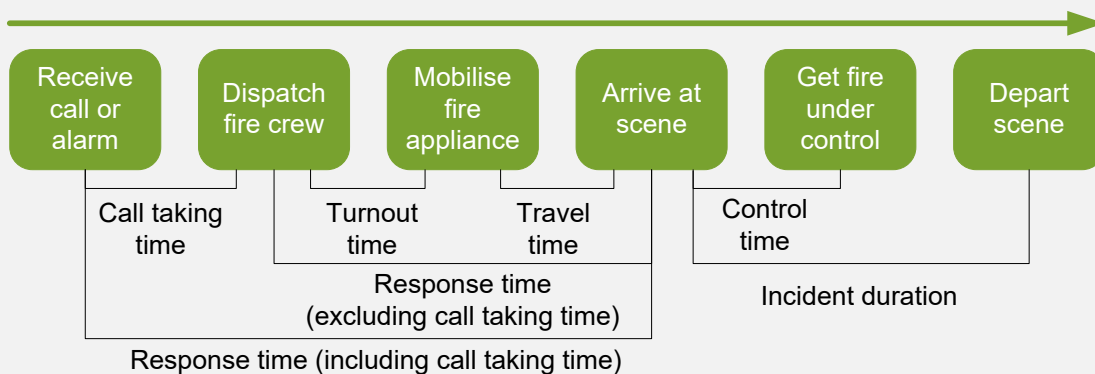 Receive
call or
alarm
Dispatch
fire crew
Mobilise
fire
appliance
Arrive at
scene
Get fire
under
control
Depart
scene
Call taking
time
Turnout
time
Travel
time
Control
time
Response time
(excluding call taking time)
Incident duration
Response time (including call taking time)